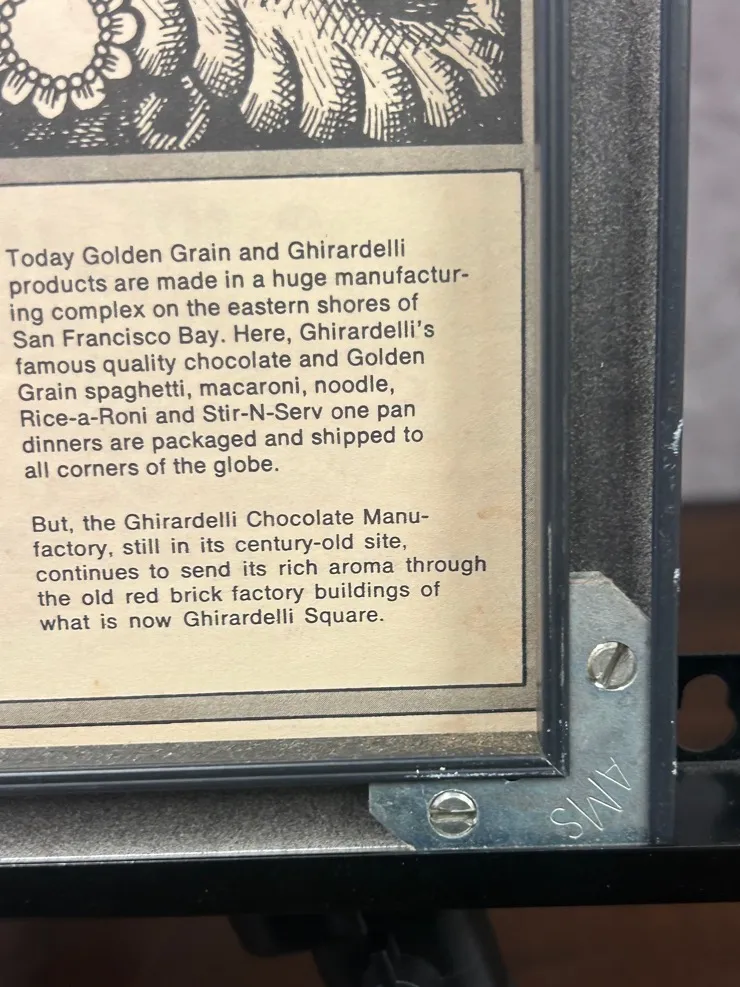 Today Golden Grain and Ghirardelli
products are made in a huge manufactur-
ing complex on the eastern shores of
San Francisco Bay. Here, Ghirardelli's
famous quality chocolate and Golden
Grain spaghetti, macaroni, noodle,
Rice-a-Roni and Stir-N-Serv one pan
dinners are packaged and shipped to
all corners of the globe.
But, the Ghirardelli Chocolate Manu-
factory, still in its century-old site,
continues to send its rich aroma through
the old red brick factory buildings of
what is now Ghirardelli Square.
AMS